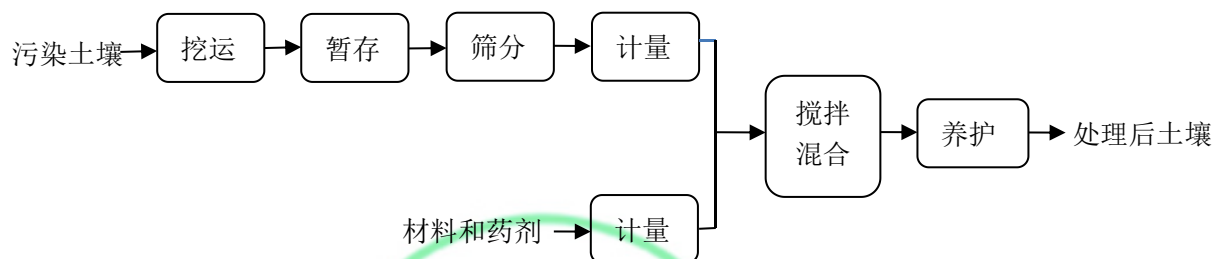 污染土壤
挖运
暂存
筛分
计量
搅拌
混合
养护
处理后土壤
材料和药剂
计量